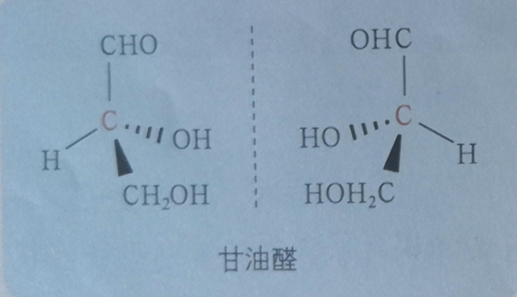 CHO OHC
C OH HO C
H H
CH₂OH HOH₂C
甘油醛